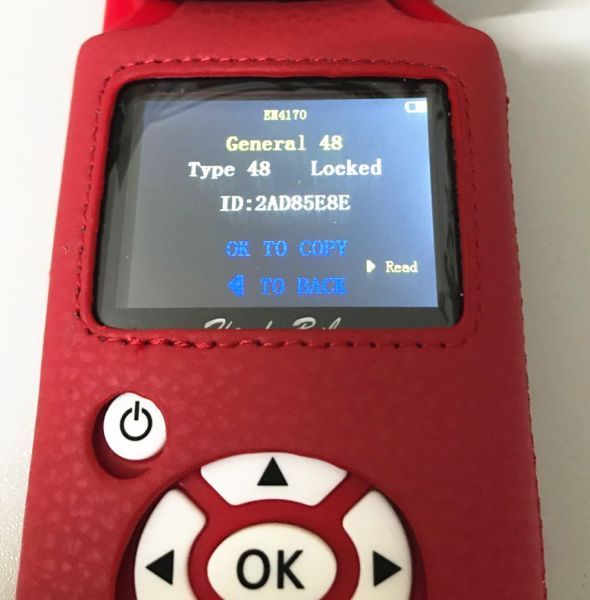 EM4170
General 48
Type 48 Locked
ID:2AD85E8E
OK TO COPY
Read
TO BACK
OK